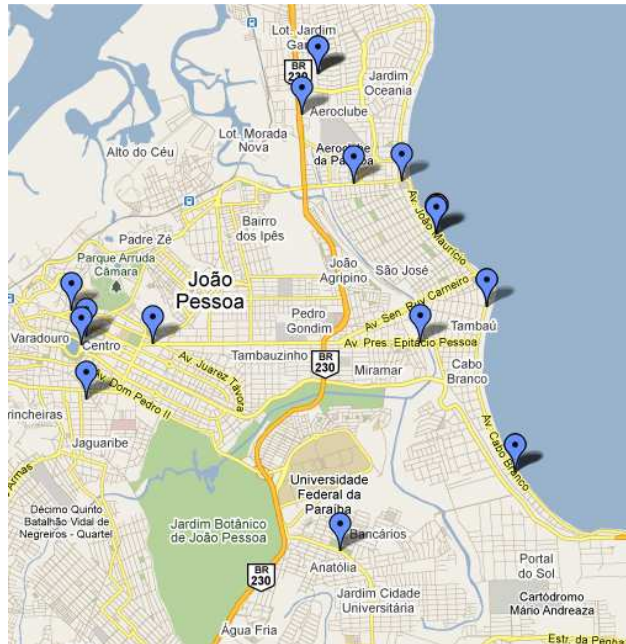 Lot. Jardim
BR
230
Jardim
Oceania
Aeroclube
Lot. Morada
Nova
Alto do Céu
Aeroclube
da Paraíba
Av. João Maurício
Bairro
dos Ipês
Padre Zé
Parque Arruda
Câmara
João
Pessoa
João
Agripino
São José
Av. Sen. Ruy Carneiro
Pedro
Gondim
Tambaú
Varadouro
Centro
Av. Pres. Epitácio Pessoa
Tambauzinho
Av. Juarez
Távora
BR
230
Miramar
Cabo
Branco
Av. Dom Pedro II
rincheiras
Jaguaribe
Av. Cabo Branco
Armas
Universidade
Federal da
Paraíba
Décimo Quinto
Batalhão Vidal de
Negreiros - Quartel
Jardim Botânico
de João Pessoa
Bancários
Anatólia
Portal
do Sol
BR
230
Jardim Cidade
Universitária
Cartódromo
Mário Andreaza
Água Fria
Estr. da Penha